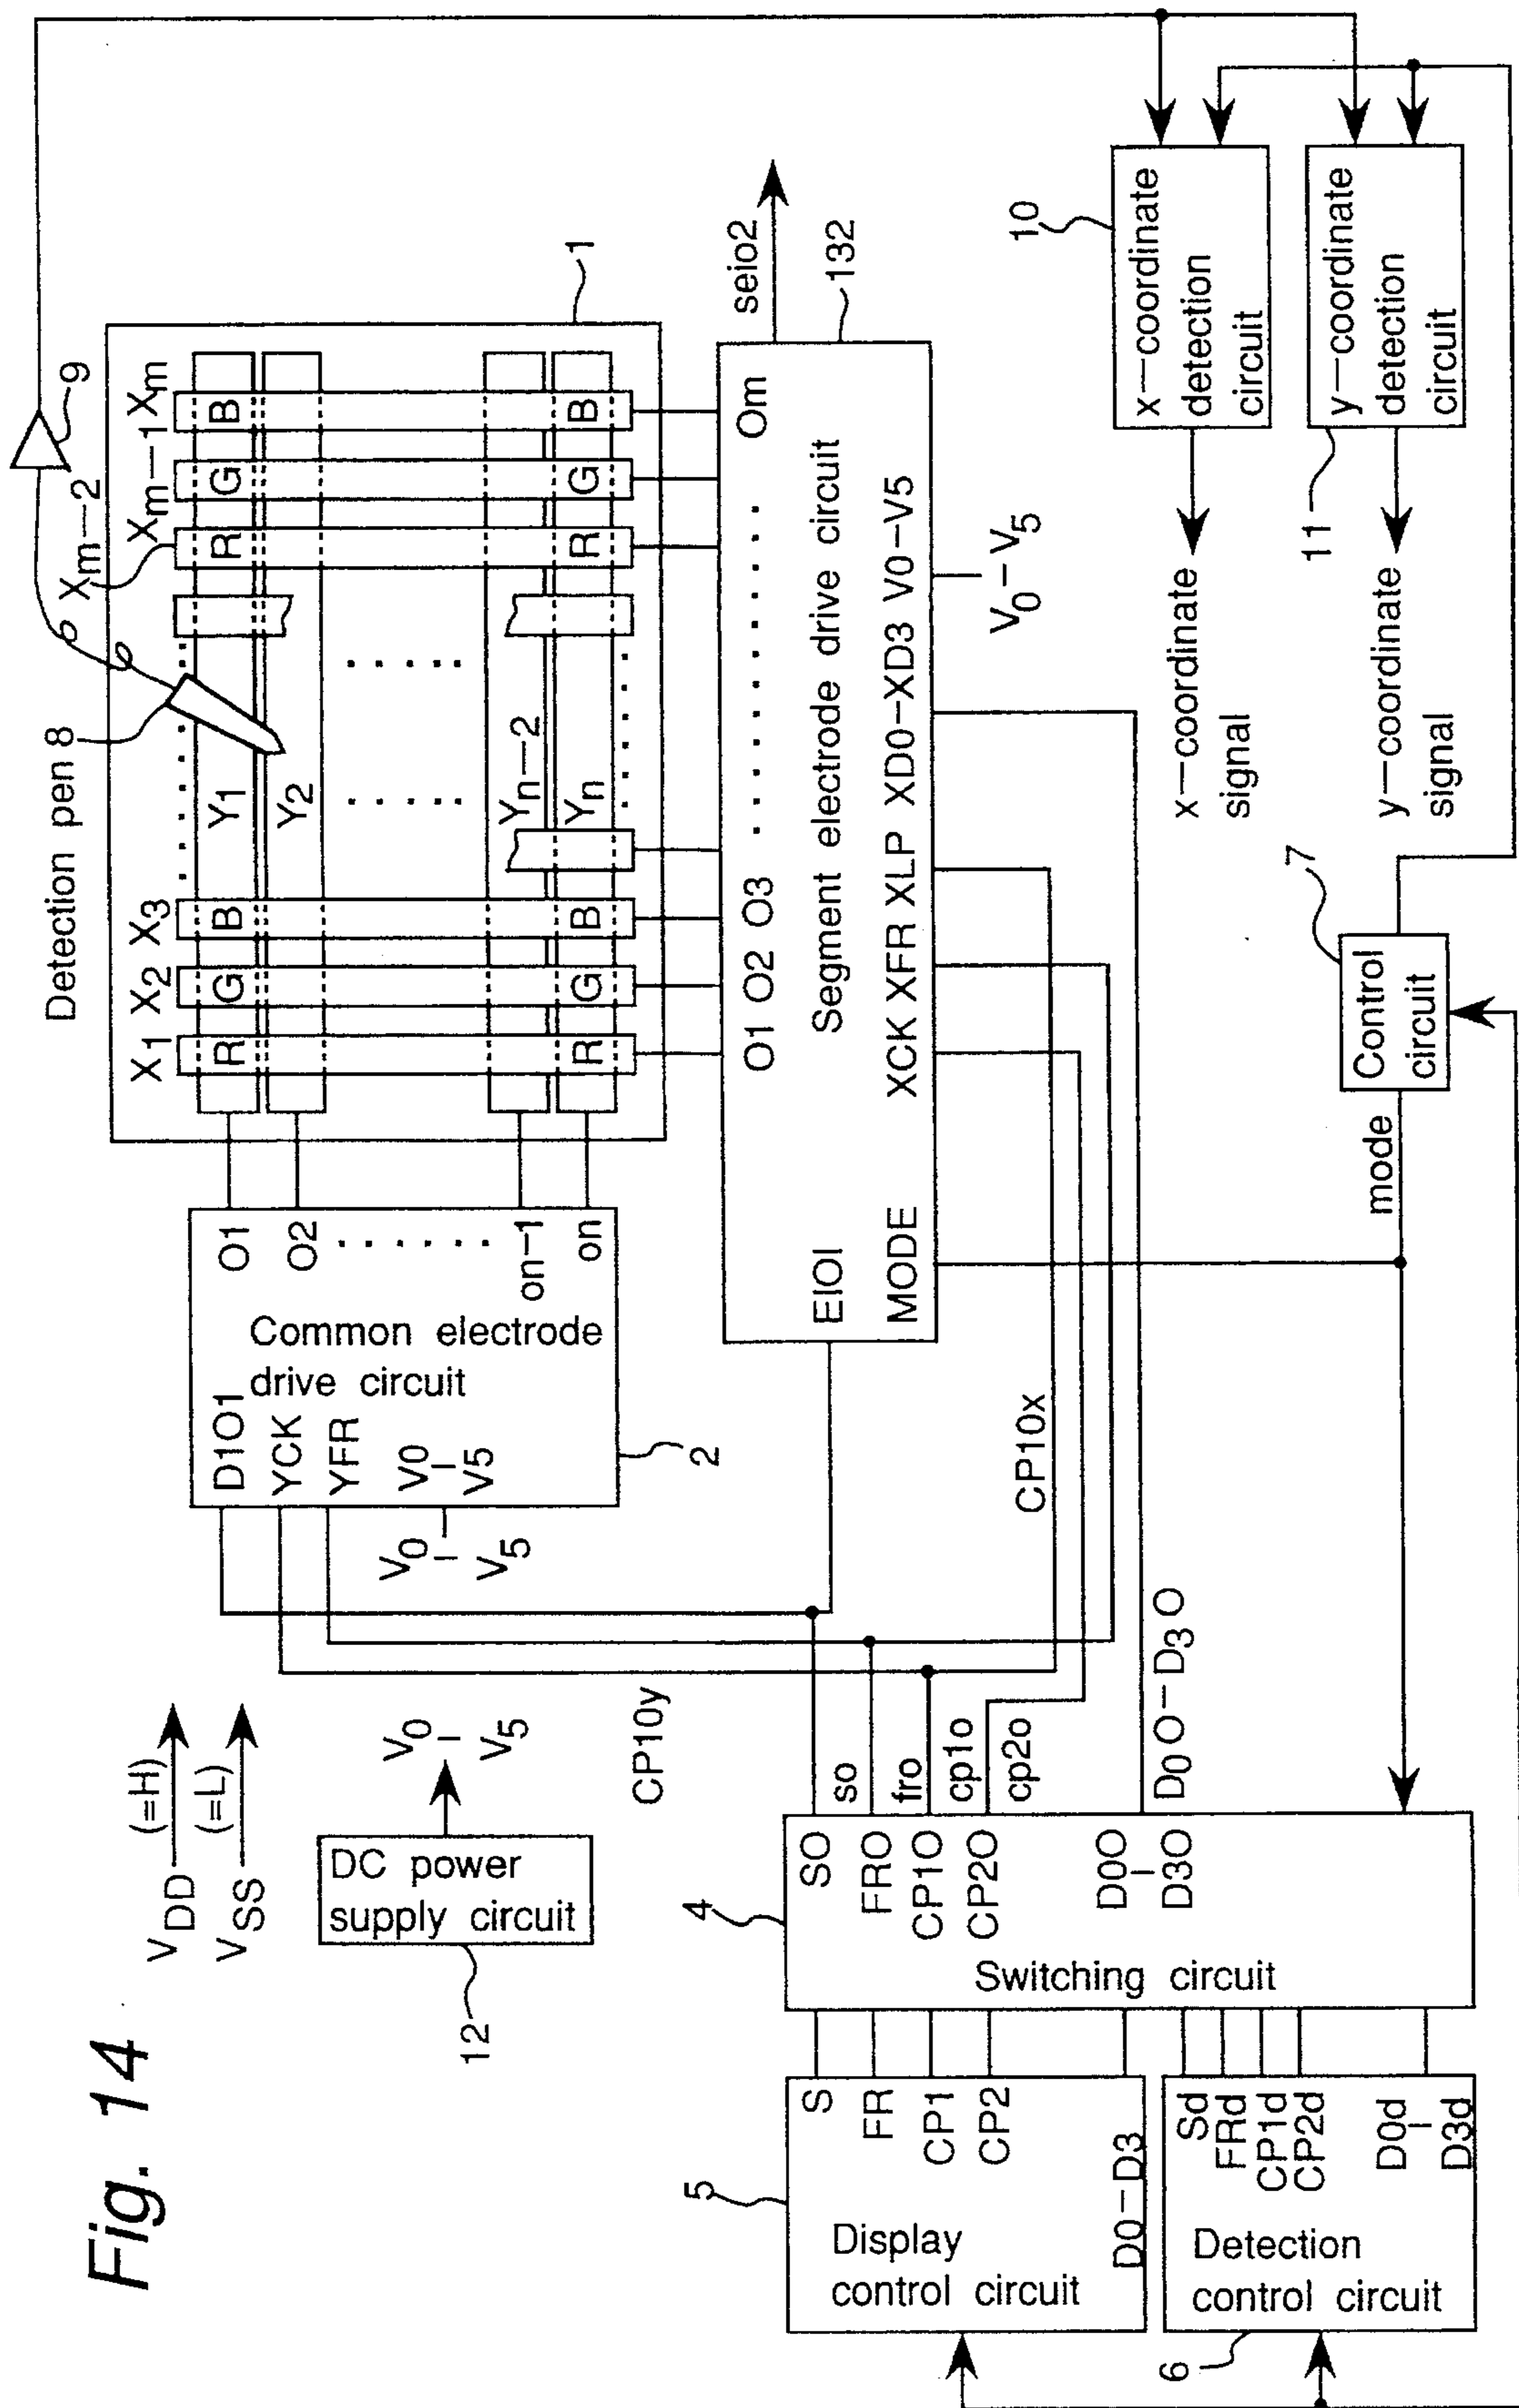 Fig. 14
VDD (=H)
VSS (=L)
DC power
supply circuit
12
V0
|
V5
Detection pen 8
9
X1 X2 X3 Xm-2 Xm-1 Xm
R G B R G B
Y1
Y2
Yn-2
Yn
R G B R G B
1
D1O1
YCK
YFR
V0
|
V5
V0
|
V5
Common electrode
drive circuit
O1
O2
on-1
on
2
CP10y
CP10x
EIOI
O1 O2 O3 Om
Segment electrode drive circuit
MODE XCK XFR XLP XD0-XD3 V0-V5
V0-V5
seio2
132
4
SO
FRO
CP1O
CP2O
D0O
|
D3O
Switching circuit
so
fro
cp1o
cp2o
D0O-D3O
5
S
FR
CP1
CP2
D0-D3
Display
control circuit
Sd
FRd
CP1d
CP2d
D0d
|
D3d
Detection
control circuit
6
mode
Control
circuit
7
x-coordinate
detection
circuit
10
x-coordinate
signal
y-coordinate
detection
circuit
11
y-coordinate
signal